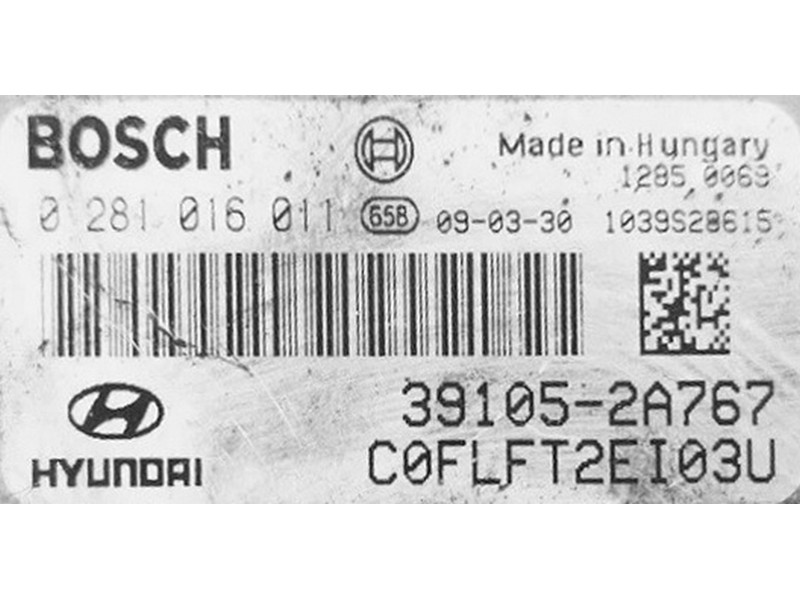 BOSCH
Made in Hungary
1285 0069
0 281 016 011 658 09-03-30 1039S28615
39105-2A767
HYUNDAI
C0FLFT2EI03U